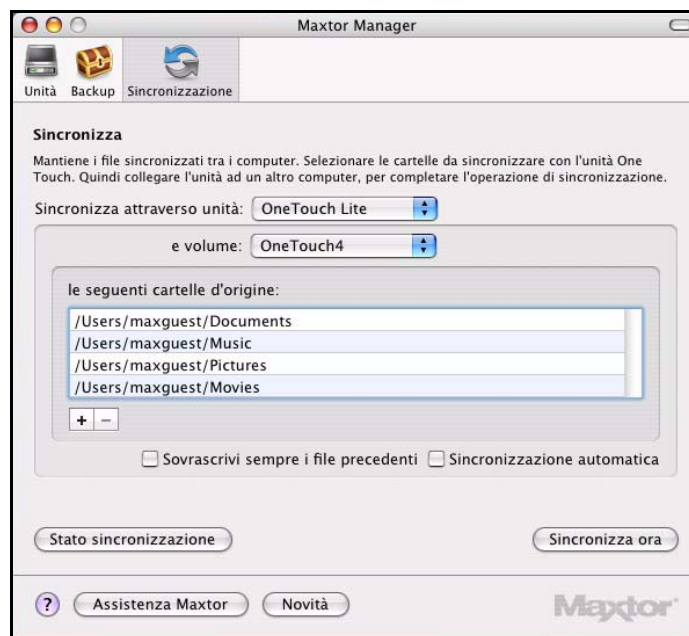 Maxtor Manager
Unità Backup Sincronizzazione
Sincronizza
Mantiene i file sincronizzati tra i computer. Selezionare le cartelle da sincronizzare con l'unità One
Touch. Quindi collegare l'unità ad un altro computer, per completare l'operazione di sincronizzazione.
Sincronizza attraverso unità: OneTouch Lite
e volume: OneTouch4
le seguenti cartelle d'origine:
/Users/maxguest/Documents
/Users/maxguest/Music
/Users/maxguest/Pictures
/Users/maxguest/Movies
+ −
Sovrascrivi sempre i file precedenti Sincronizzazione automatica
Stato sincronizzazione Sincronizza ora
? Assistenza Maxtor Novità Maxtor